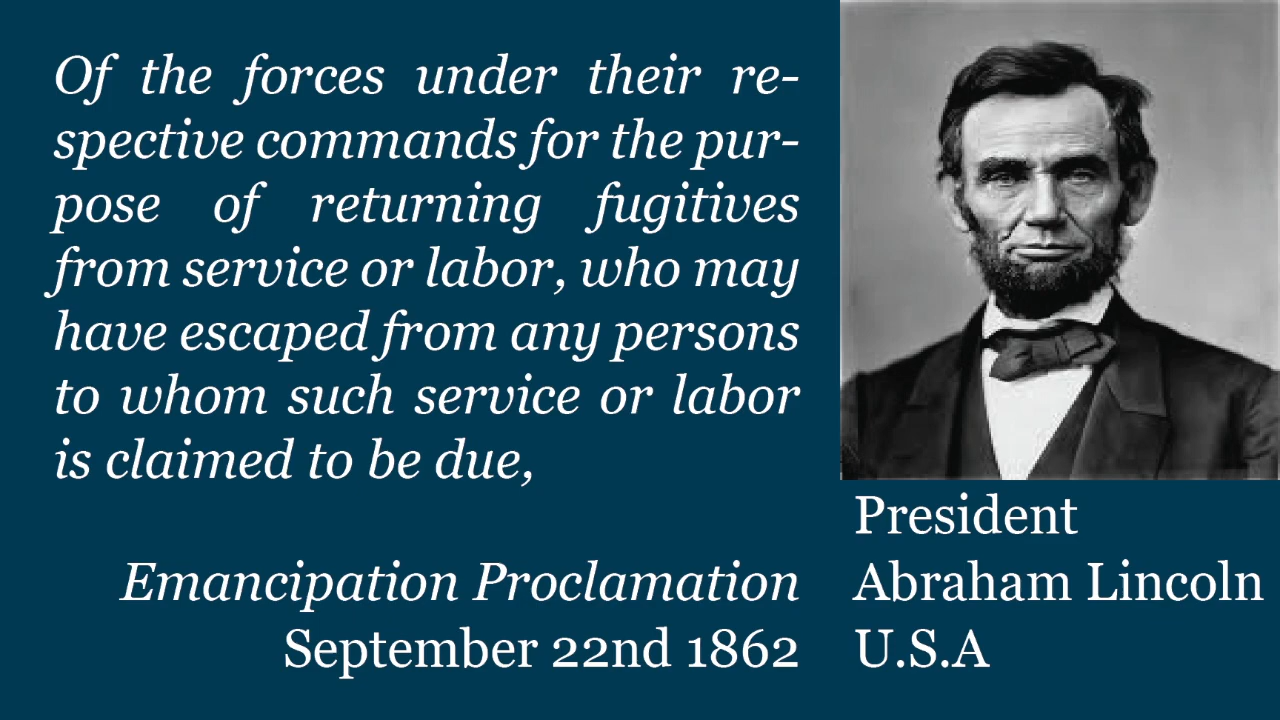 Of the forces under their re-
spective commands for the pur-
pose of returning fugitives
from service or labor, who may
have escaped from any persons
to whom such service or labor
is claimed to be due,
Emancipation Proclamation
September 22nd 1862
President
Abraham Lincoln
U.S.A